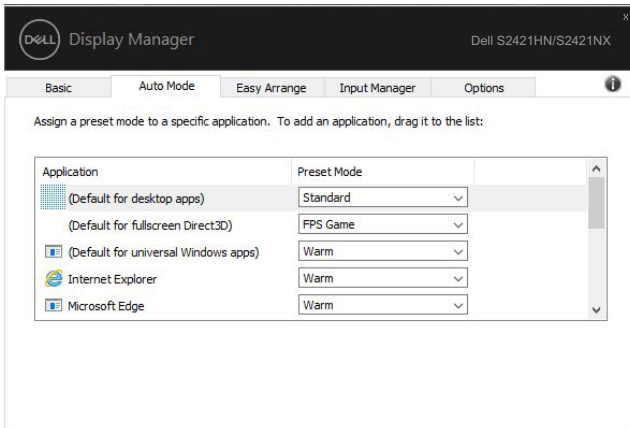 x
DELL Display Manager
Dell S2421HN/S2421NX
Basic Auto Mode Easy Arrange Input Manager Options
Assign a preset mode to a specific application. To add an application, drag it to the list:
Application Preset Mode
(Default for desktop apps) Standard
(Default for fullscreen Direct3D) FPS Game
(Default for universal Windows apps) Warm
Internet Explorer Warm
Microsoft Edge Warm